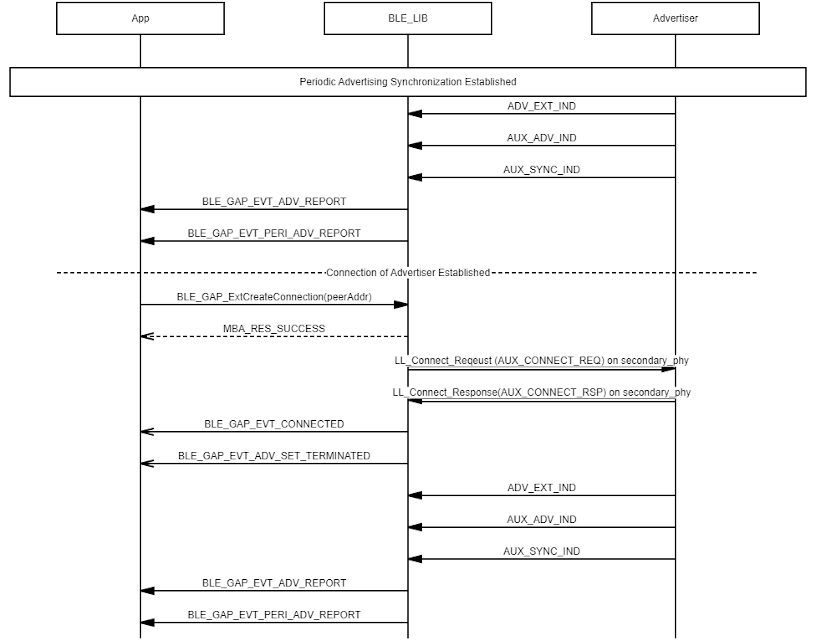 App
BLE_LIB
Advertiser
Periodic Advertising Synchronization Established
ADV_EXT_IND
AUX_ADV_IND
AUX_SYNC_IND
BLE_GAP_EVT_ADV_REPORT
BLE_GAP_EVT_PERI_ADV_REPORT
Connection of Advertiser Established
BLE_GAP_ExtCreateConnection(peerAddr)
MBA_RES_SUCCESS
LL_Connect_Reqeust (AUX_CONNECT_REQ) on secondary_phy
LL_Connect_Response(AUX_CONNECT_RSP) on secondary_phy
BLE_GAP_EVT_CONNECTED
BLE_GAP_EVT_ADV_SET_TERMINATED
ADV_EXT_IND
AUX_ADV_IND
AUX_SYNC_IND
BLE_GAP_EVT_ADV_REPORT
BLE_GAP_EVT_PERI_ADV_REPORT